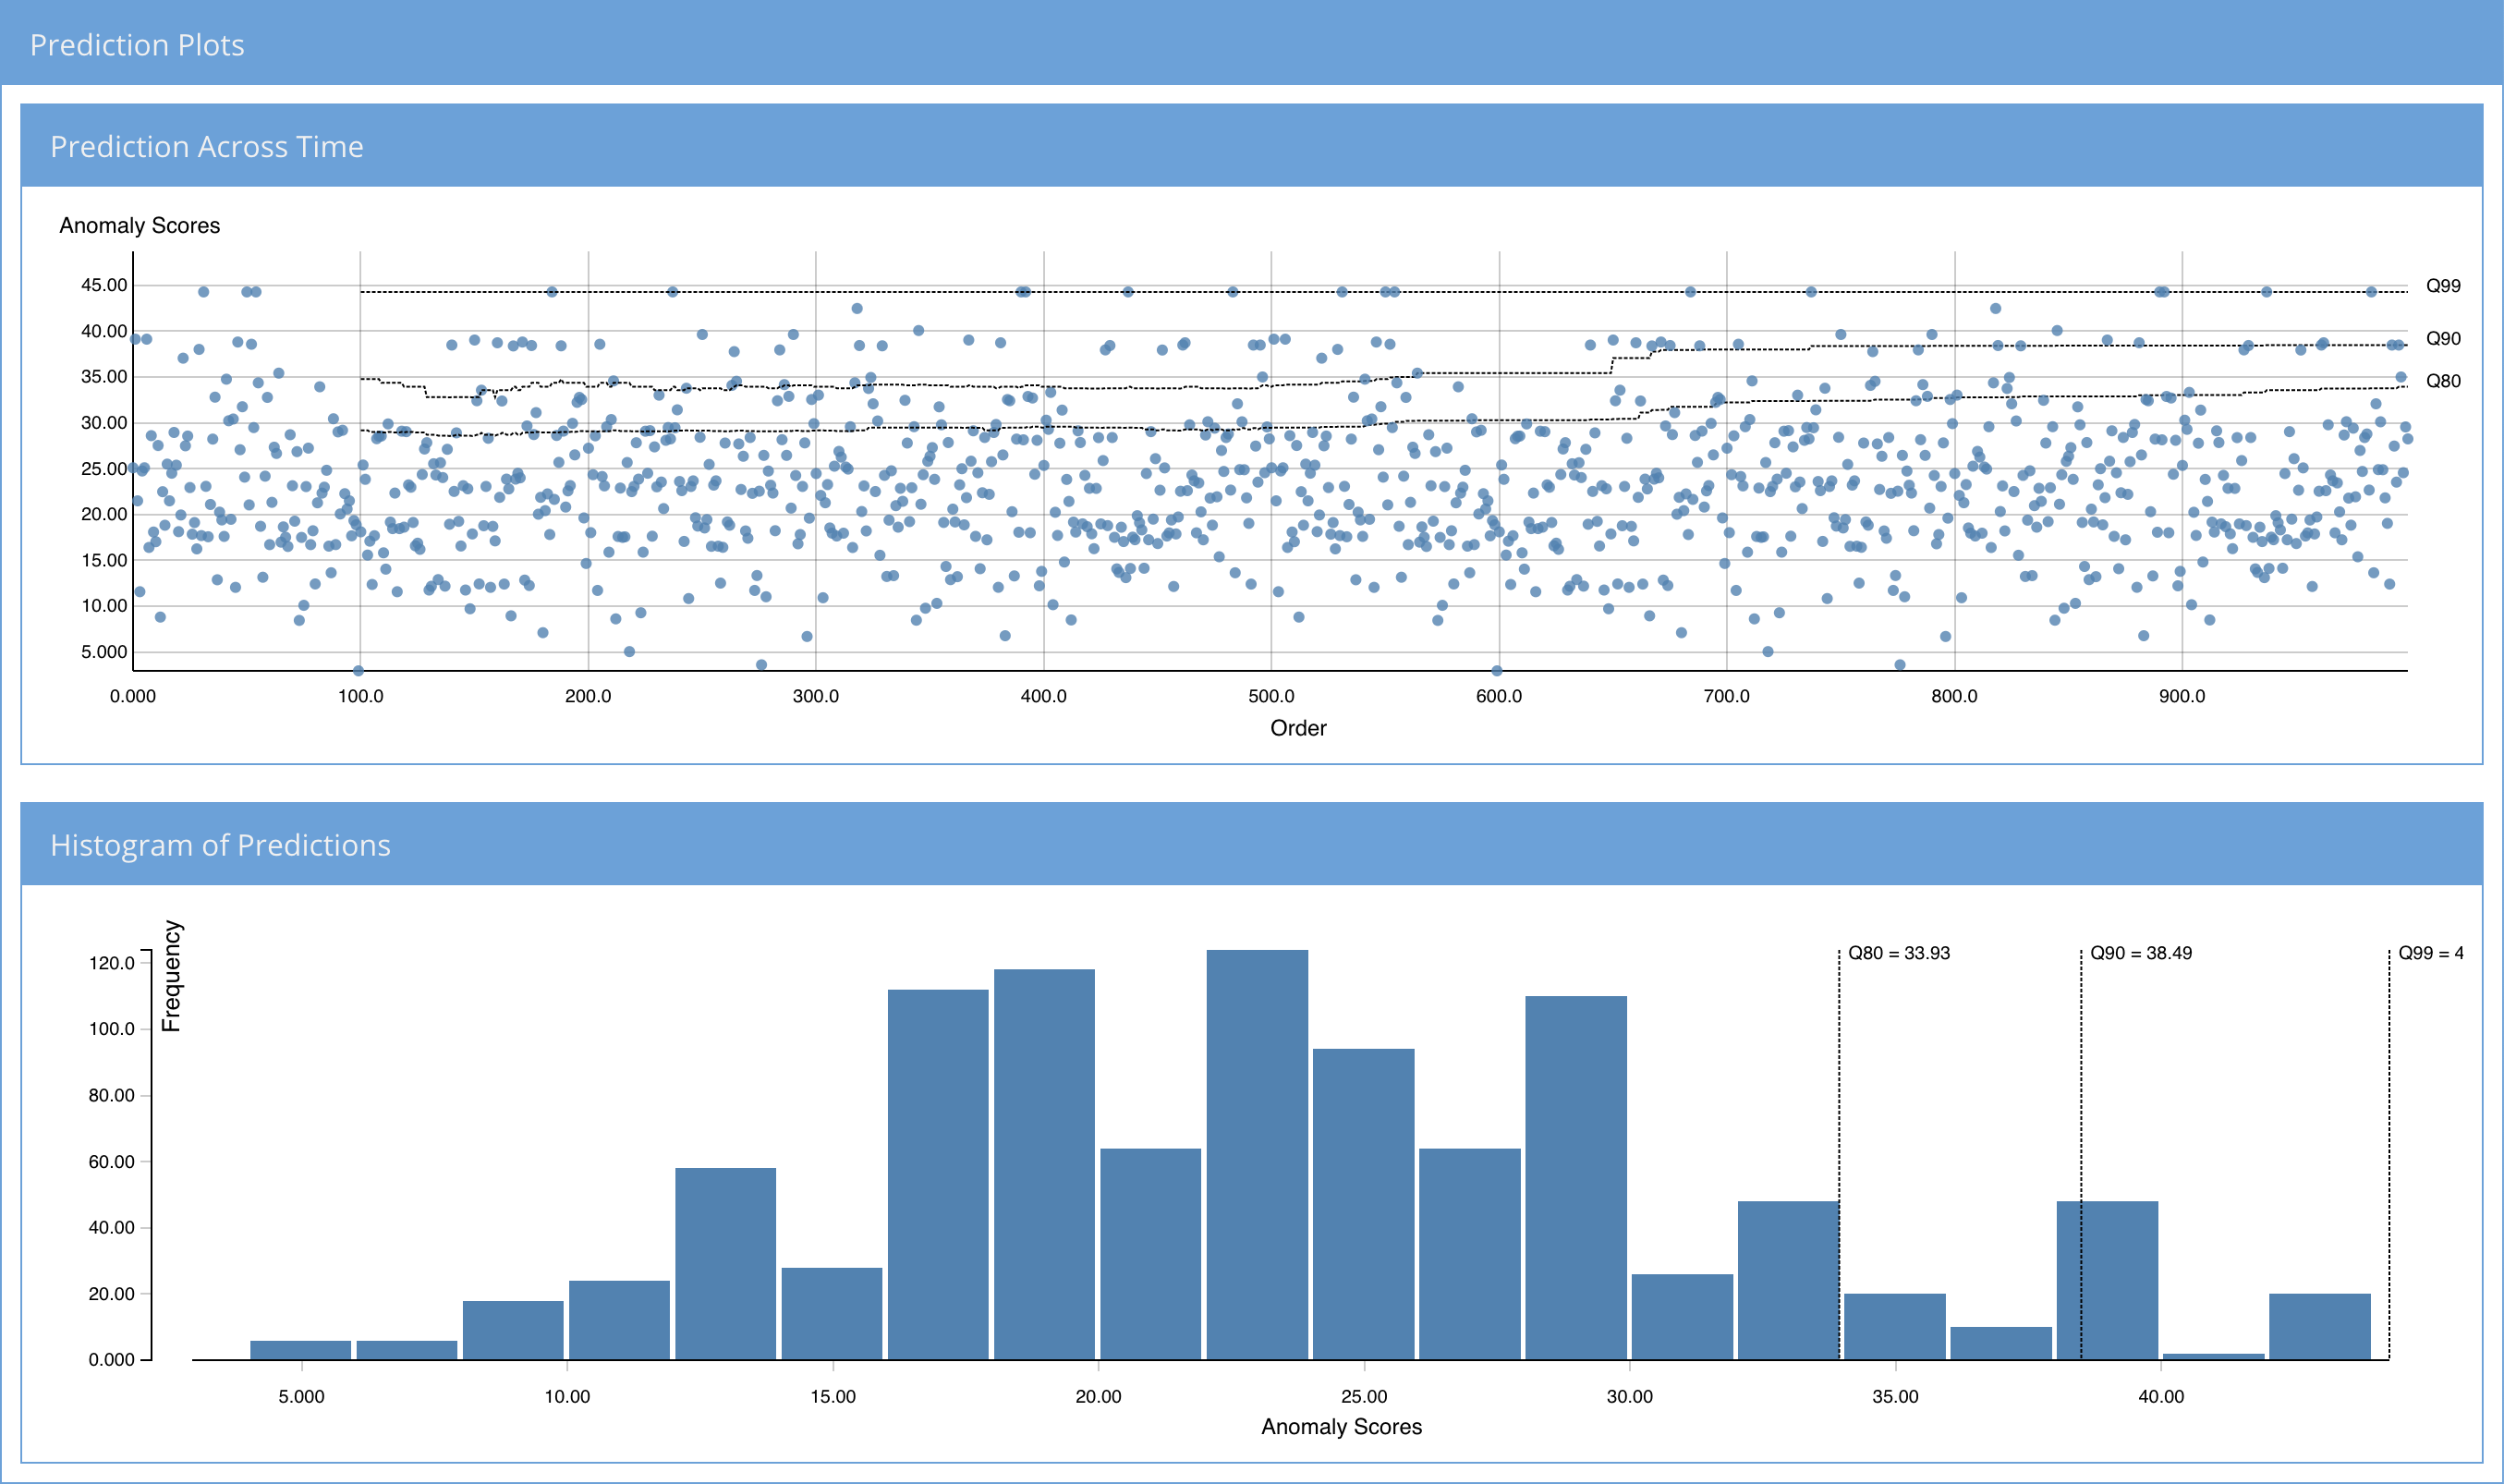 Prediction Plots
Prediction Across Time
Anomaly Scores
45.00
40.00
35.00
30.00
25.00
20.00
15.00
10.00
5.000
Q99
Q90
Q80
0.000 100.0 200.0 300.0 400.0 500.0 600.0 700.0 800.0 900.0
Order
Histogram of Predictions
Frequency
120.0
100.0
80.00
60.00
40.00
20.00
0.000
Q80 = 33.93 Q90 = 38.49 Q99 = 4
5.000 10.00 15.00 20.00 25.00 30.00 35.00 40.00
Anomaly Scores